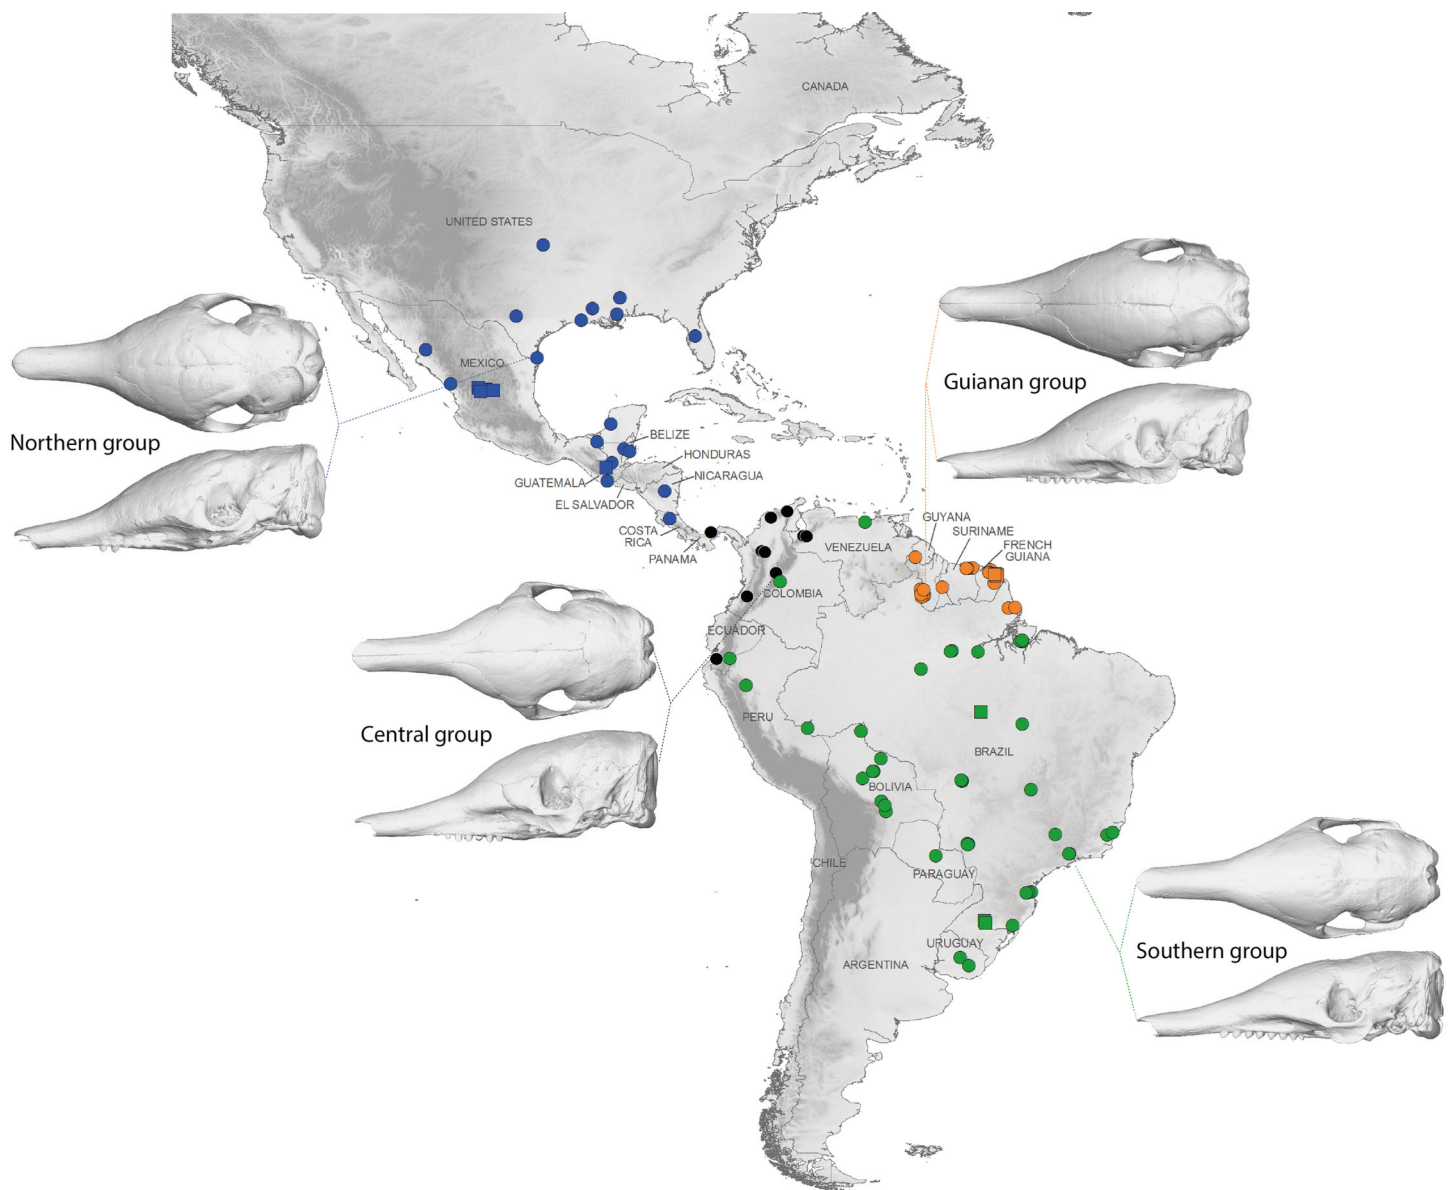 CANADA
UNITED STATES
MEXICO
Northern group
BELIZE
HONDURAS
NICARAGUA
GUATEMALA
EL SALVADOR
COSTA
RICA
PANAMA
Guianan group
GUYANA
SURINAME
FRENCH
GUIANA
VENEZUELA
COLOMBIA
ECUADOR
PERU
Central group
BRAZIL
BOLIVIA
CHILE
PARAGUAY
URUGUAY
ARGENTINA
Southern group